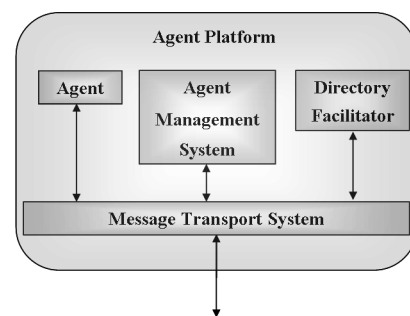 Agent Platform
Agent
Agent
Management
System
Directory
Facilitator
Message Transport System